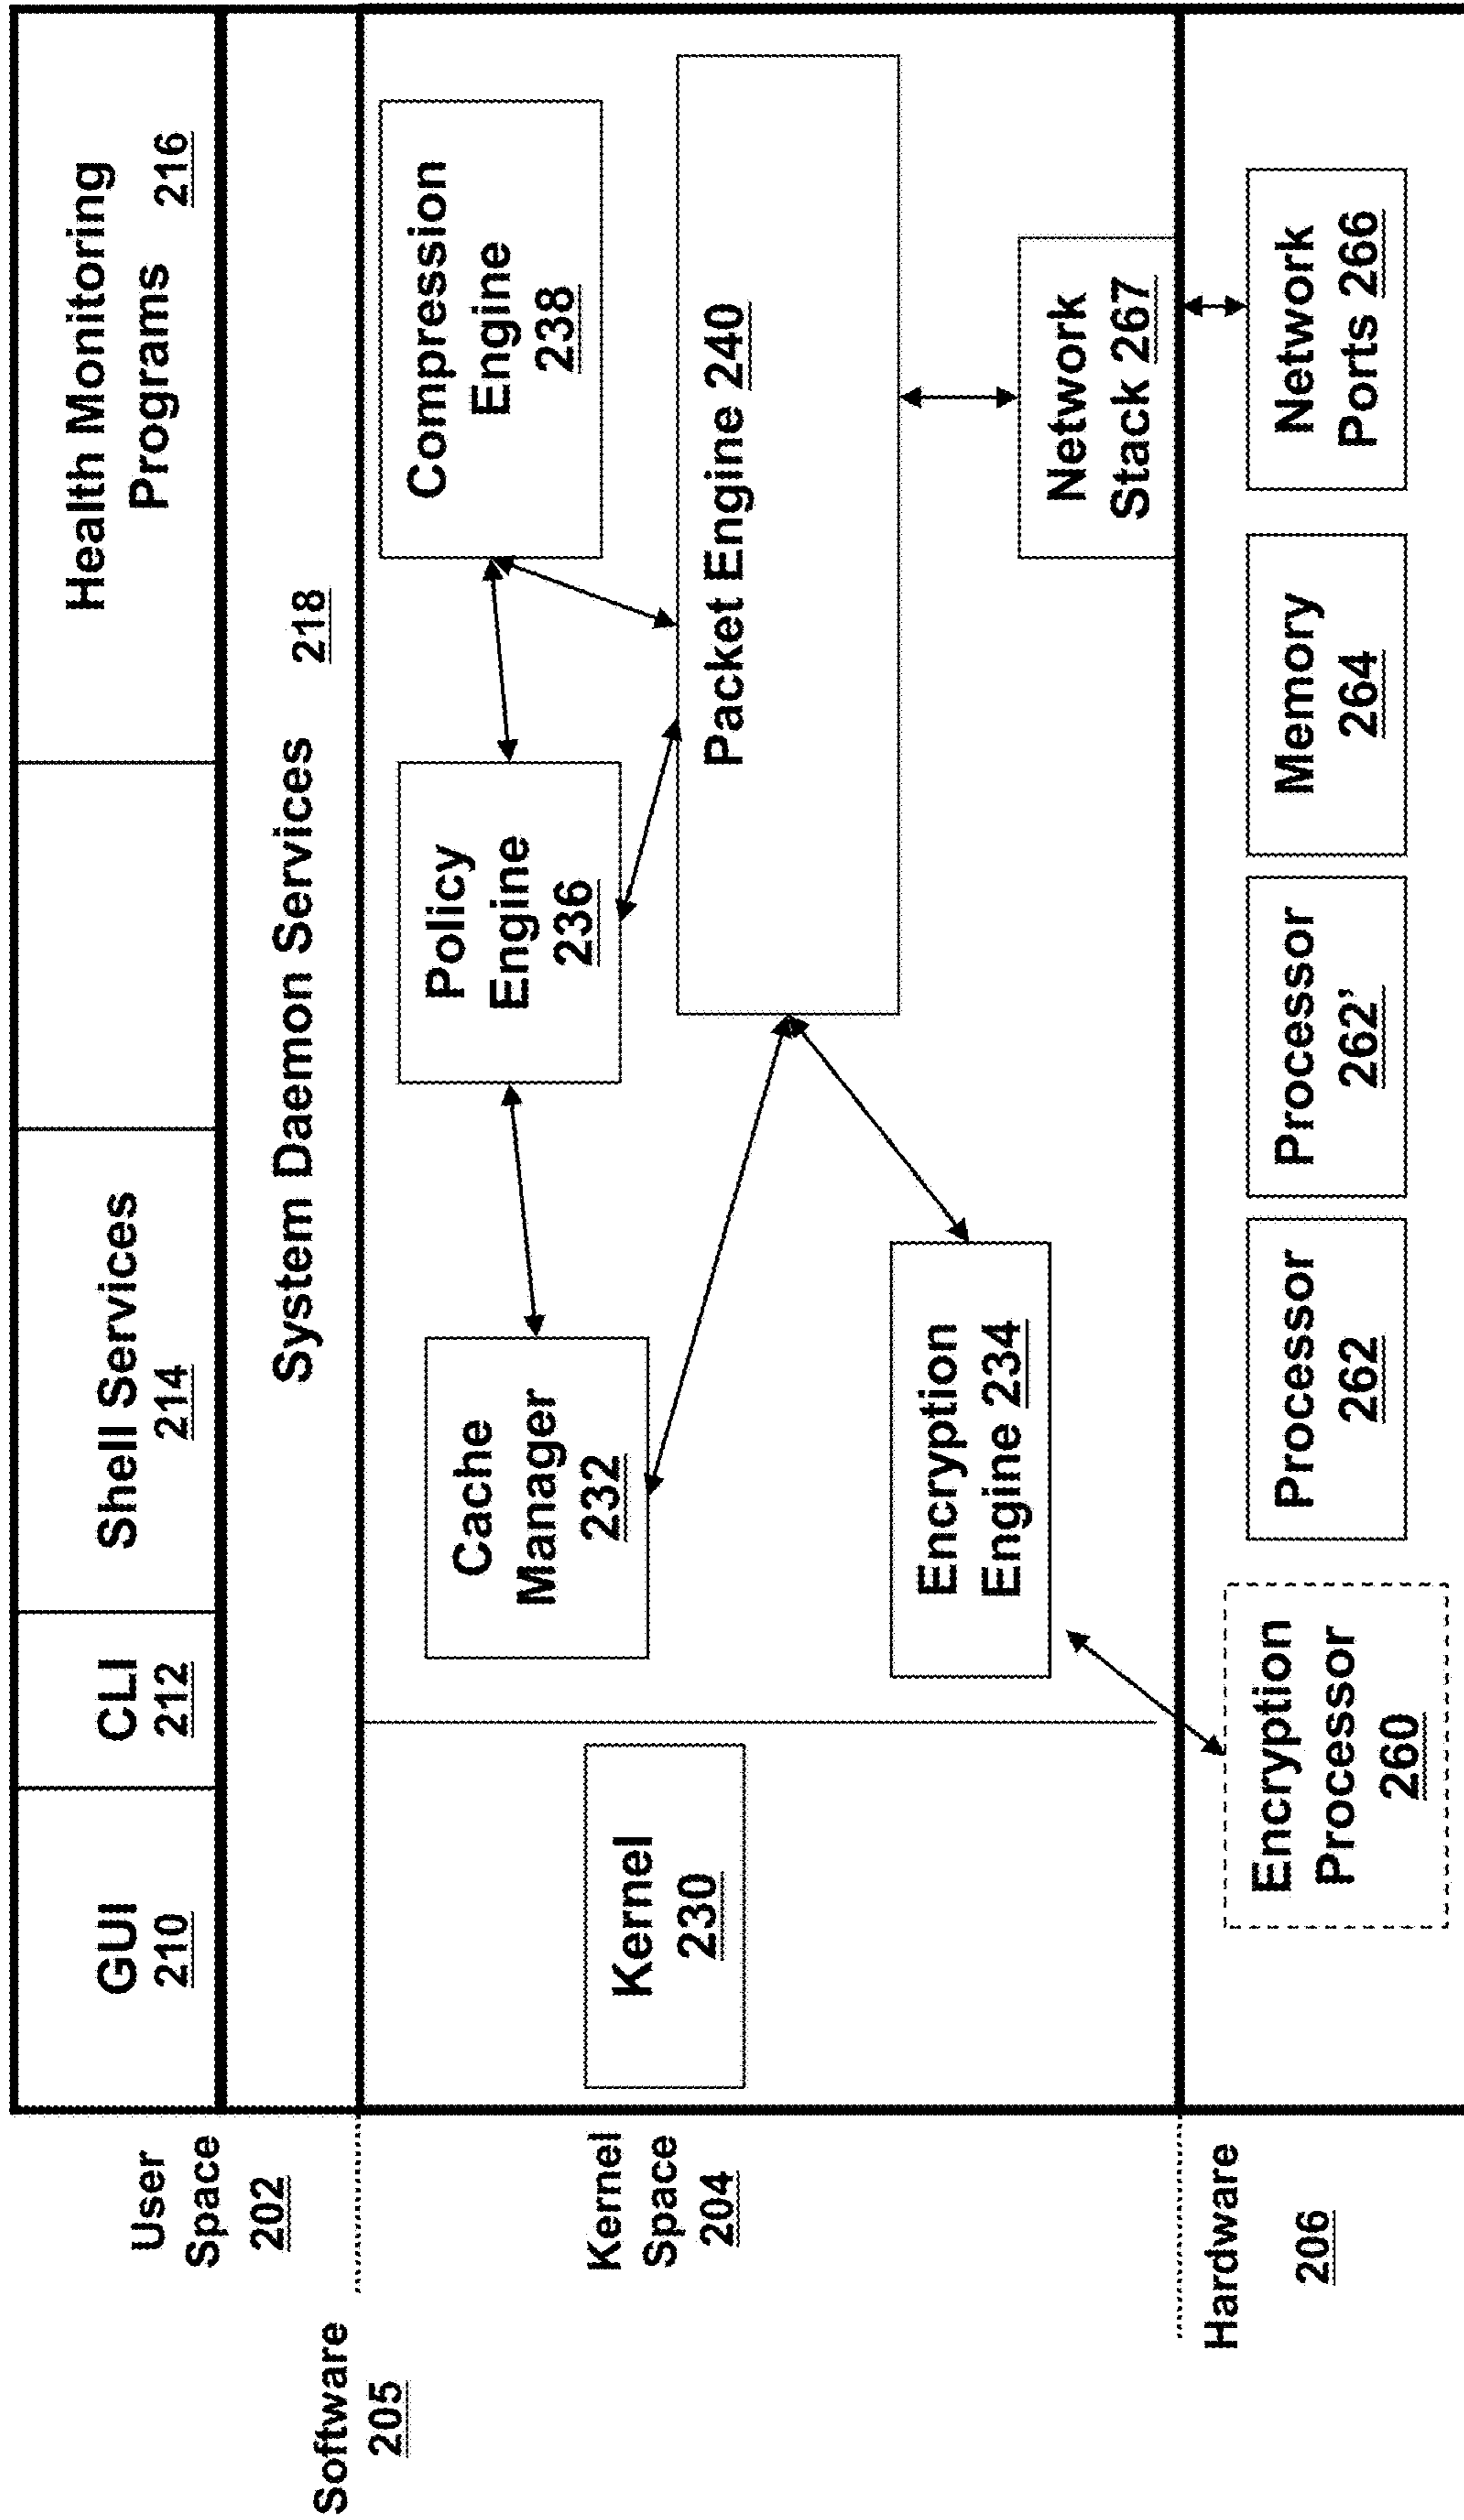 GUI
210
CLI
212
Shell Services
214
Health Monitoring
Programs 216
User
Space
202
System Daemon Services 218
Software
205
Kernel
Space
204
Kernel
230
Cache
Manager
232
Policy
Engine
236
Compression
Engine
238
Packet Engine 240
Encryption
Engine 234
Network
Stack 267
Hardware
206
Encryption
Processor
260
Processor
262
Processor
262’
Memory
264
Network
Ports 266